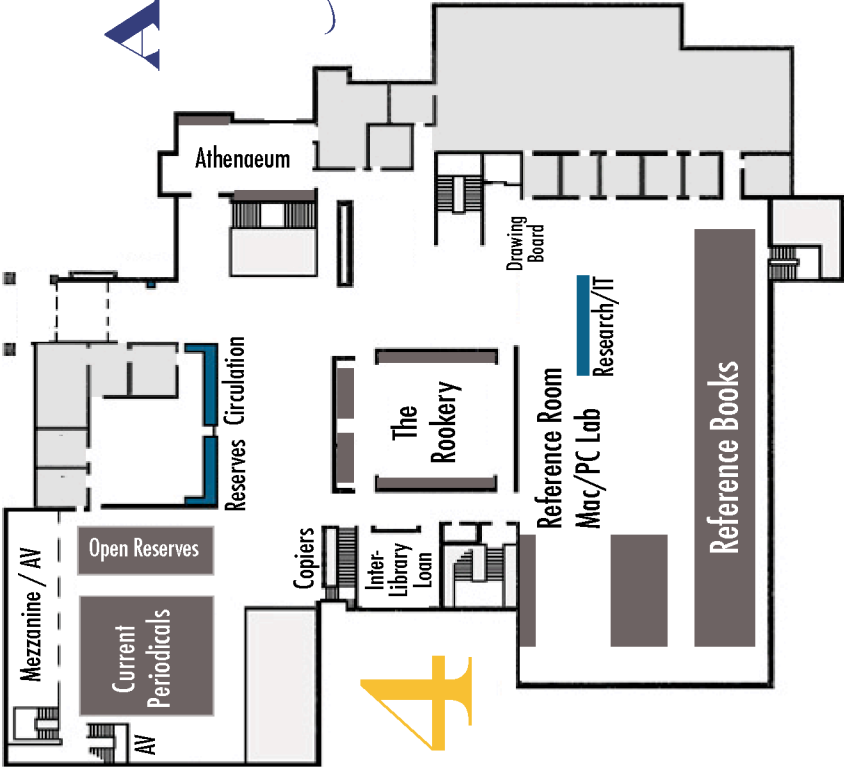 A
Athenaeum
Drawing
Board
Circulation
Reserves
Research/IT
The
Rookery
Reference Room
Mac/PC Lab
Reference Books
Open Reserves
Mezzanine / AV
Copiers
Inter-
Library
Loan
Current
Periodicals
AV
4